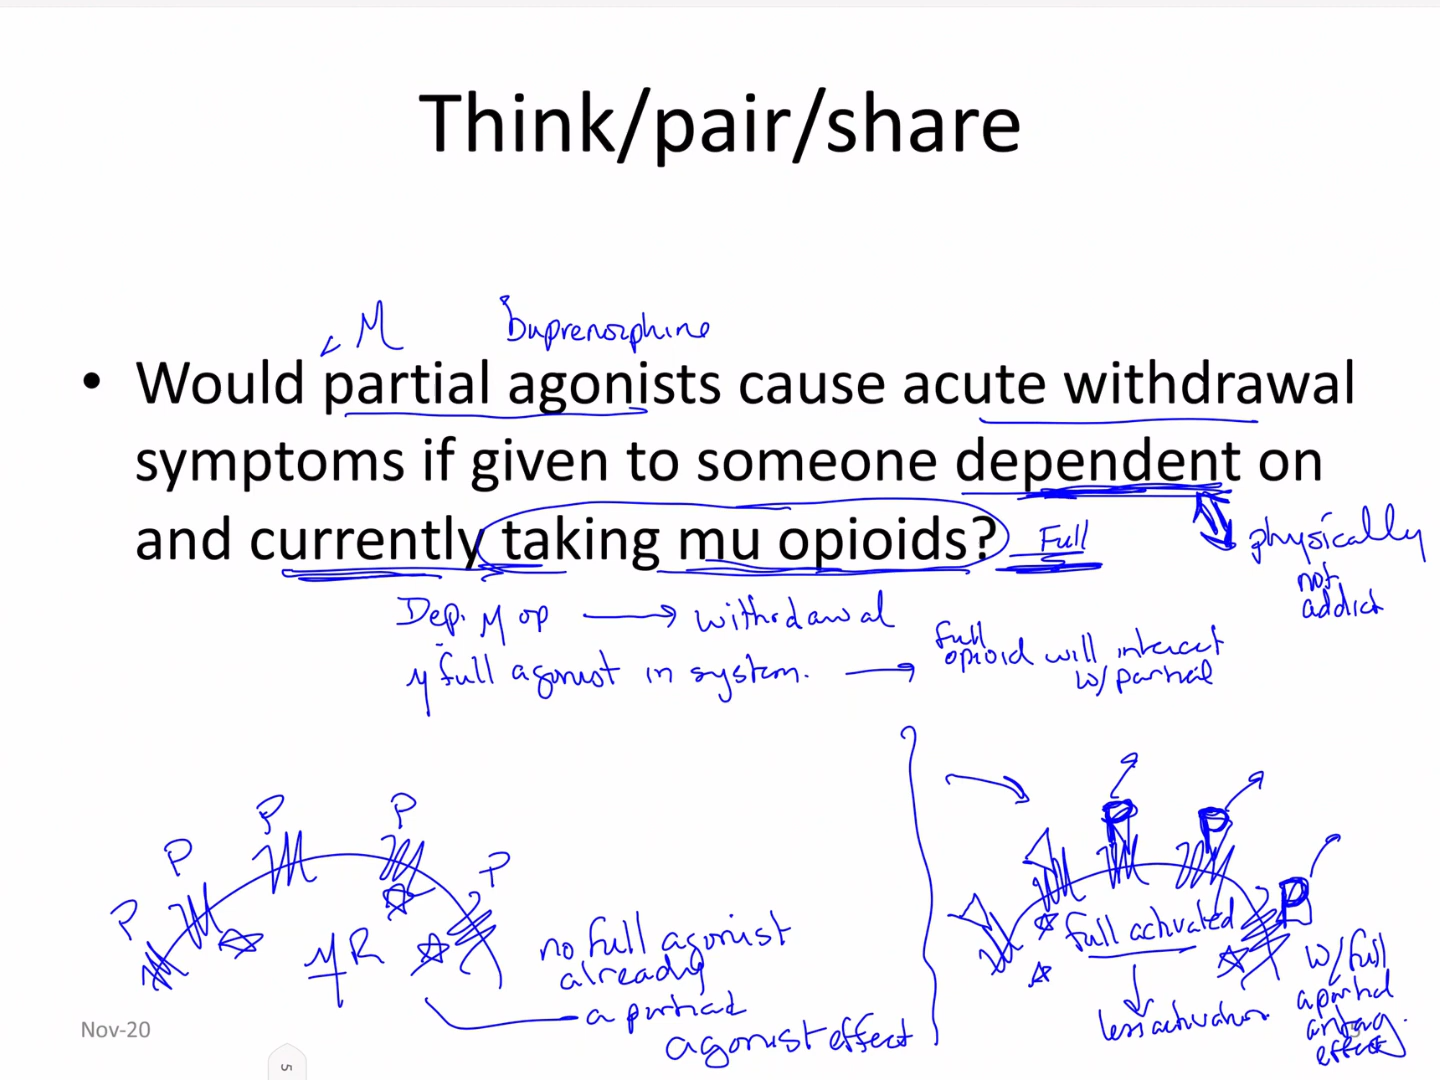 Think/pair/share
M buprenorphine
• Would partial agonists cause acute withdrawal
symptoms if given to someone dependent on
and currently taking mu opioids? Full
physically
not
addict
Dep. M op → withdrawal
μ full agonist in system. → full
opioid will interact
w/ partial
P P P P P
μR
no full agonist
already
a partial
agonist effect
P P P
full activated
less activation
w/ full
a partial
antag.
effect
Nov-20
5